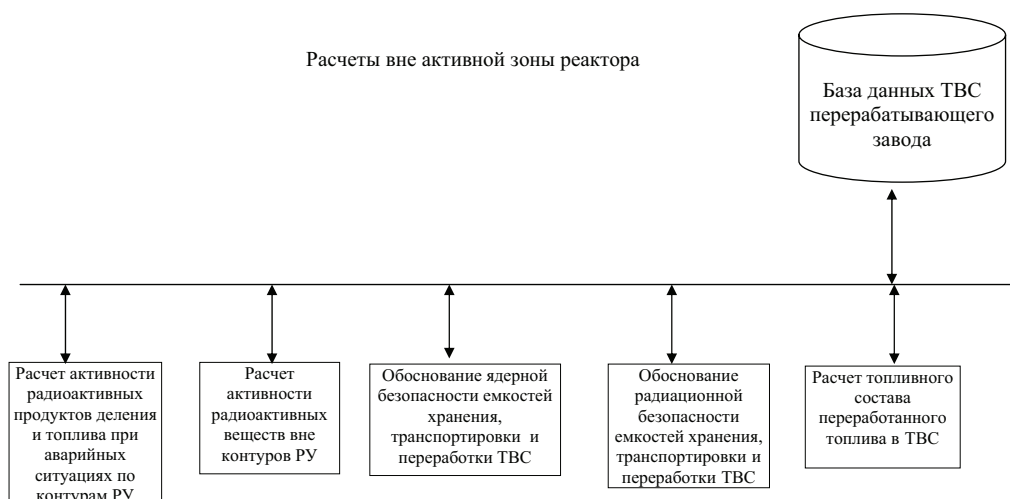 Расчеты вне активной зоны реактора
База данных ТВС
перерабатывающего
завода
Расчет активности
радиоактивных
продуктов деления
и топлива при
аварийных
ситуациях по
контурам РУ
Расчет
активности
радиоактивных
веществ вне
контуров РУ
Обоснование ядерной
безопасности емкостей
хранения,
транспортировки и
переработки ТВС
Обоснование
радиационной
безопасности
емкостей хранения,
транспортировки и
переработки ТВС
Расчет топливного
состава
переработанного
топлива в ТВС